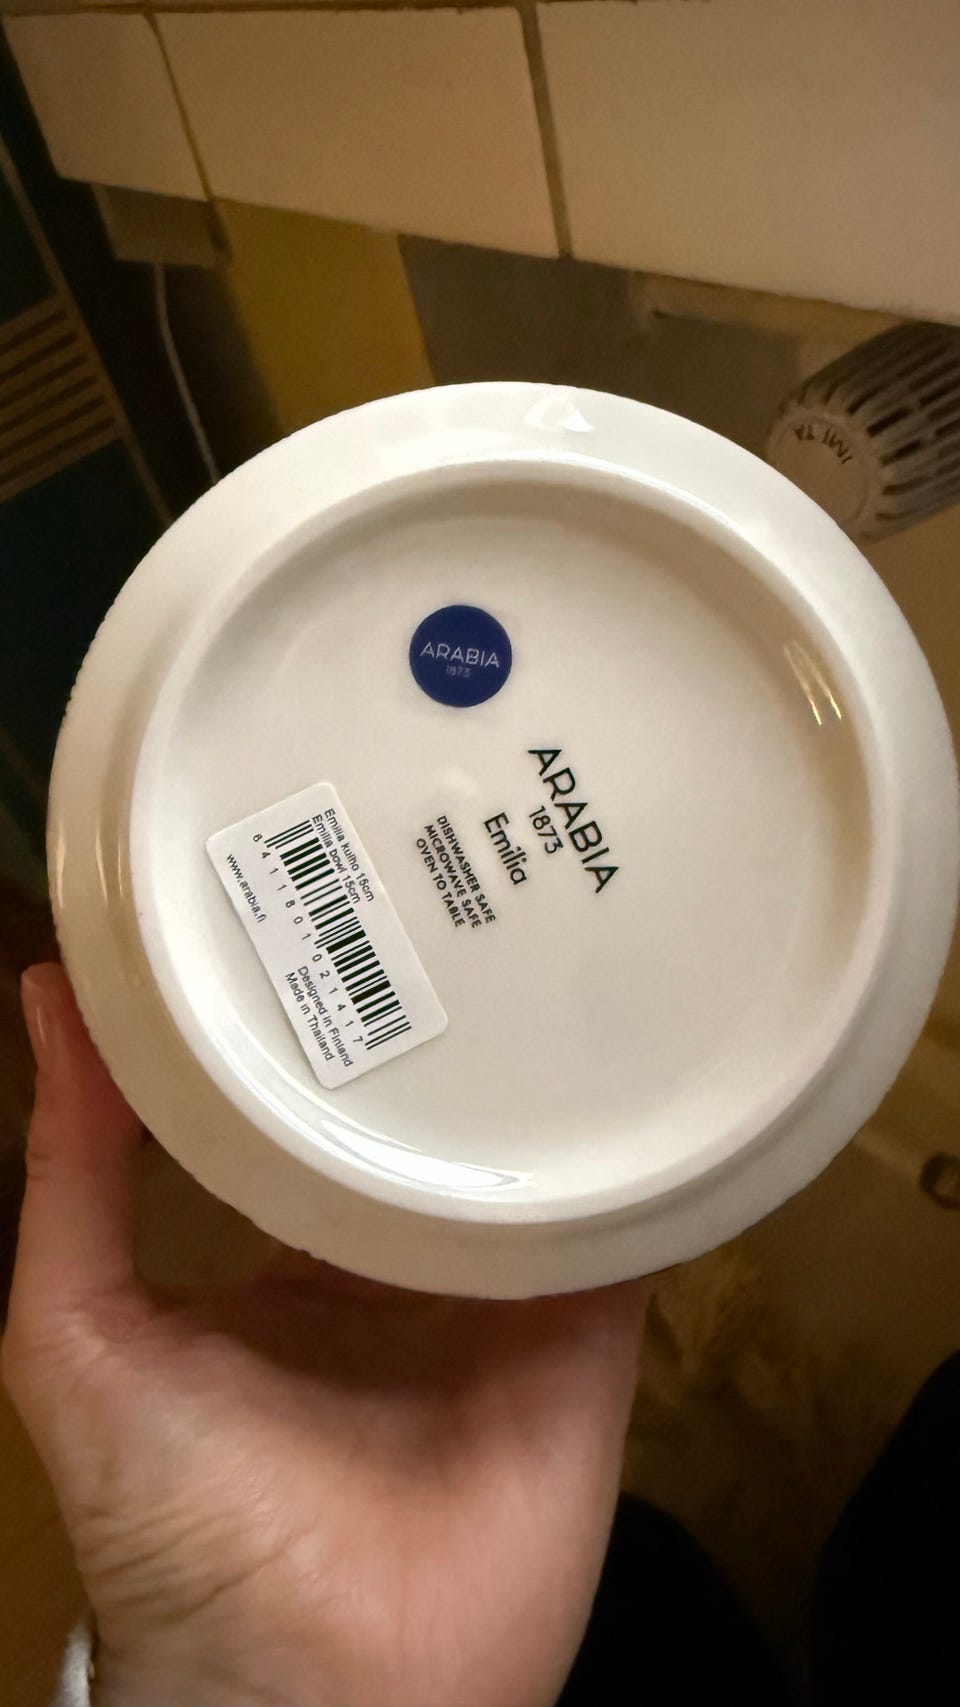 ARABIA
1873
ARABIA
1873
Emilia
DISHWASHER SAFE
MICROWAVE SAFE
OVEN TO TABLE
Emilia kulho 15cm
Emilia bowl 15cm
6 411801 021417
www.arabia.fi
Designed in Finland
Made in Thailand